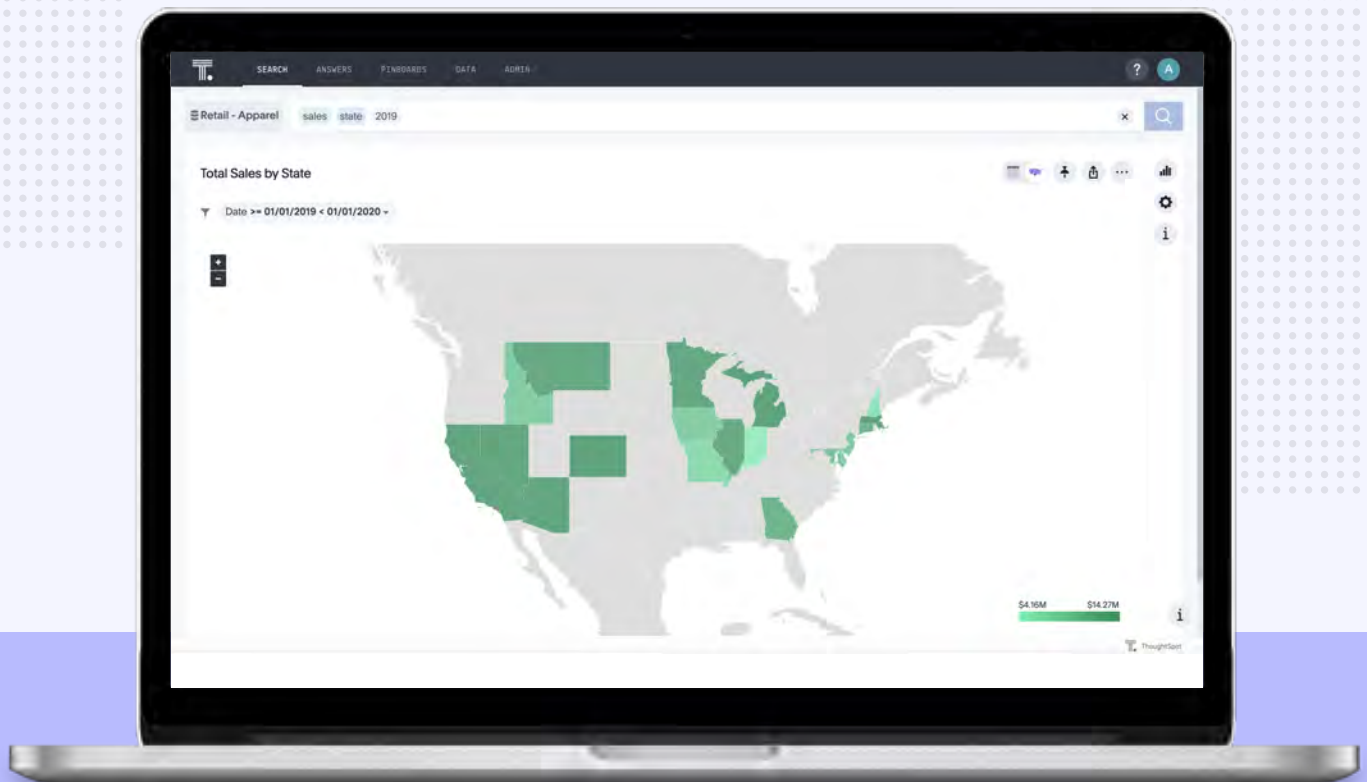 T. SEARCH ANSWERS PINBOARDS DATA ADMIN ? A
Retail - Apparel sales state 2019 ×
Total Sales by State
Date >= 01/01/2019 < 01/01/2020
i
+
-
$4.16M $14.27M
i
T. ThoughtSpot